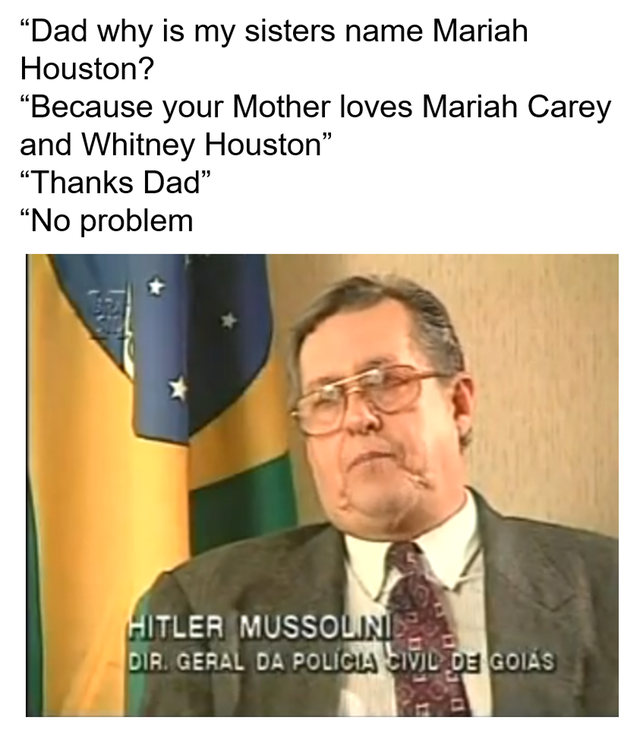 “Dad why is my sisters name Mariah
Houston?
“Because your Mother loves Mariah Carey
and Whitney Houston”
“Thanks Dad”
“No problem
HITLER MUSSOLINI
DIR. GERAL DA POLÍCIA CIVIL DE GOIÁS